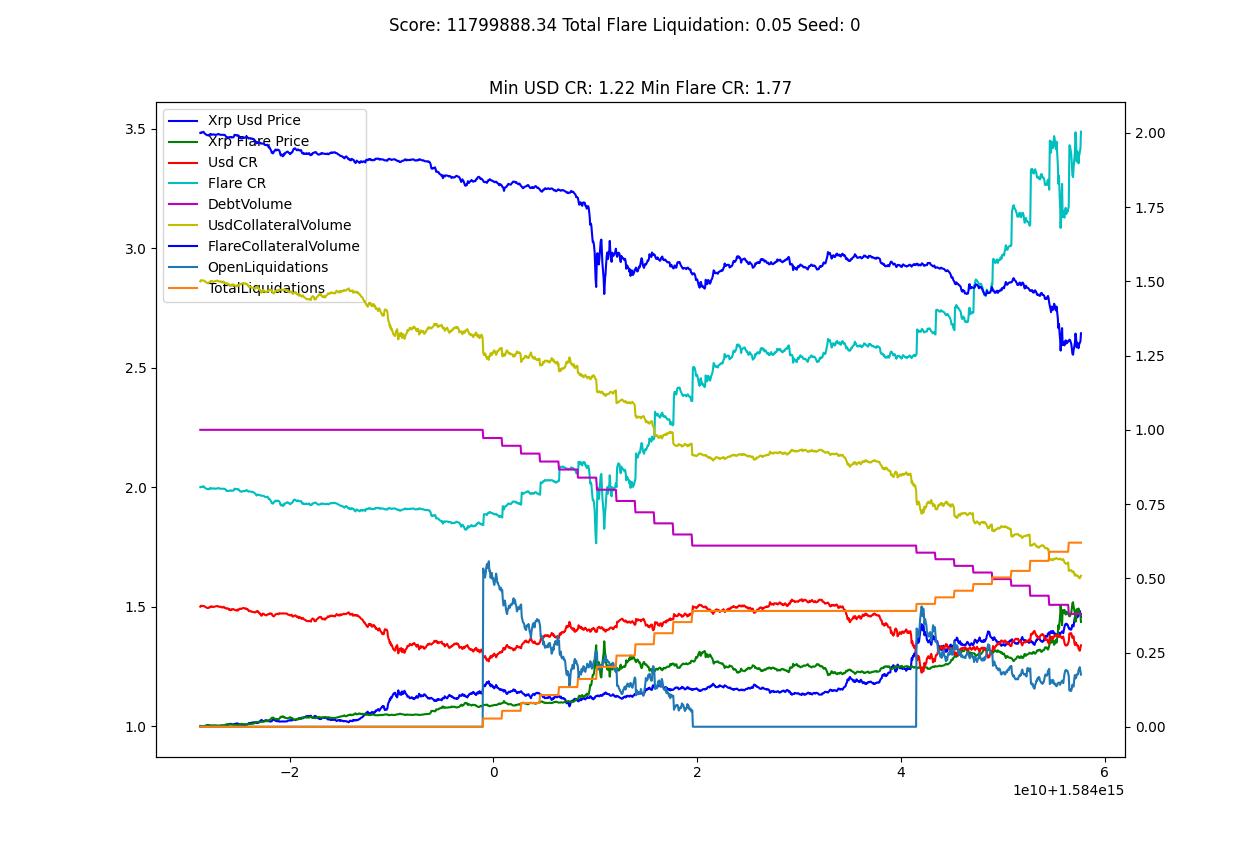 Score: 11799888.34 Total Flare Liquidation: 0.05 Seed: 0
Min USD CR: 1.22 Min Flare CR: 1.77
Xrp Usd Price
Xrp Flare Price
Usd CR
Flare CR
DebtVolume
UsdCollateralVolume
FlareCollateralVolume
OpenLiquidations
TotalLiquidations
3.5
3.0
2.5
2.0
1.5
1.0
2.00
1.75
1.50
1.25
1.00
0.75
0.50
0.25
0.00
−2
0
2
4
6
1e10+1.584e15